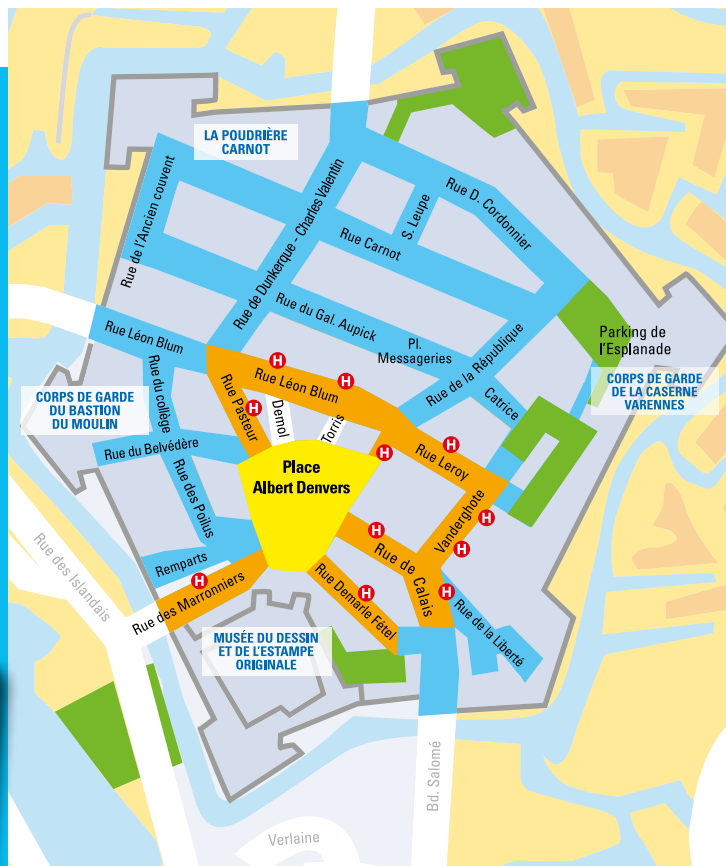 LA POUDRIÈRE
CARNOT
Rue de l'Ancien couvent
Rue de Dunkerque - Charles Valentin
S. Leupe
Rue D. Cordonnier
Rue Carnot
Rue du Gal. Aupick
Pl.
Messageries
Rue de la République
Parking de
l'Esplanade
CORPS DE GARDE
DE LA CASERNE
VARENNES
Catrice
Rue Léon Blum
H
Rue Léon Blum
H
CORPS DE GARDE
DU BASTION
DU MOULIN
Rue du collège
Rue Pasteur
H
Demol
Torris
H
H
Rue Leroy
Rue du Belvédère
Place
Albert Denvers
Rue des Poilus
Vanderghote
H
H
H
Rue de Calais
Remparts
H
Rue des Marronniers
Rue des Islandais
H
Rue Demarle Fétel
H
Rue de la Liberté
MUSÉE DU DESSIN
ET DE L'ESTAMPE
ORIGINALE
Bd. Salomé
Verlaine